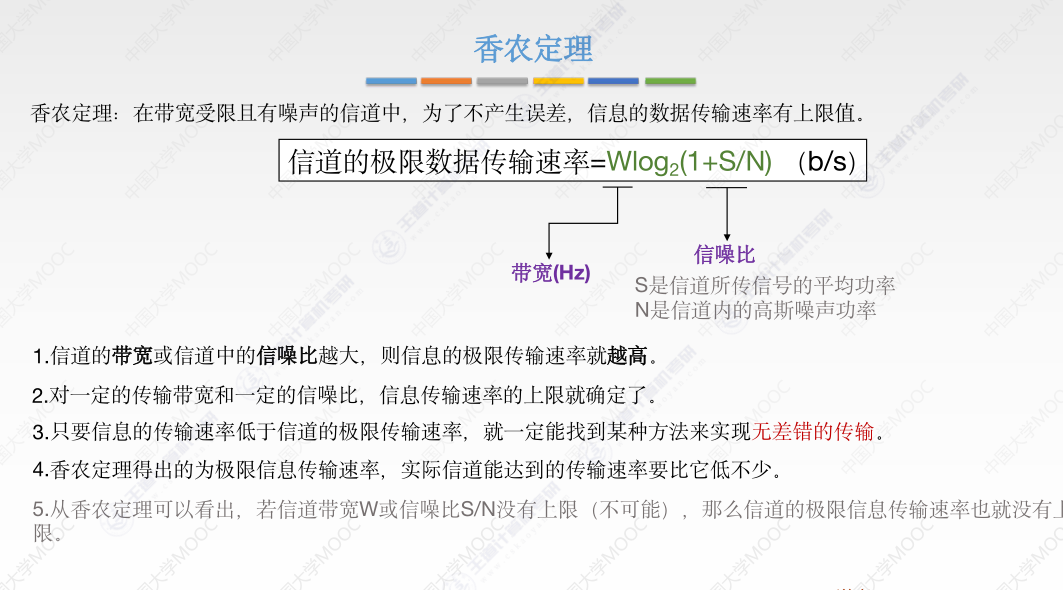 香农定理
香农定理：在带宽受限且有噪声的信道中，为了不产生误差，信息的数据传输速率有上限值。
信道的极限数据传输速率=Wlog₂(1+S/N) （b/s）
信噪比
带宽(Hz)
S是信道所传信号的平均功率
N是信道内的高斯噪声功率
1.信道的带宽或信道中的信噪比越大，则信息的极限传输速率就越高。
2.对一定的传输带宽和一定的信噪比，信息传输速率的上限就确定了。
3.只要信息的传输速率低于信道的极限传输速率，就一定能找到某种方法来实现无差错的传输。
4.香农定理得出的为极限信息传输速率，实际信道能达到的传输速率要比它低不少。
5.从香农定理可以看出，若信道带宽W或信噪比S/N没有上限（不可能），那么信道的极限信息传输速率也就没有上
限。